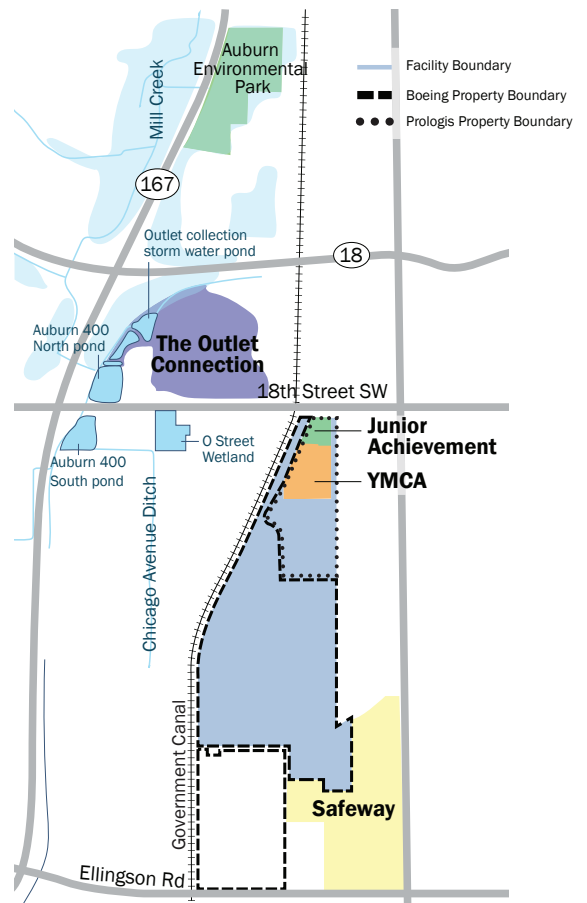 Auburn
Environmental
Park
Facility Boundary
Boeing Property Boundary
Prologis Property Boundary
Mill Creek
167
Outlet collection
storm water pond
18
Auburn 400
North pond
The Outlet
Connection
18th Street SW
Junior
Achievement
O Street
Wetland
Auburn 400
South pond
YMCA
Chicago Avenue Ditch
Government Canal
Safeway
Ellingson Rd